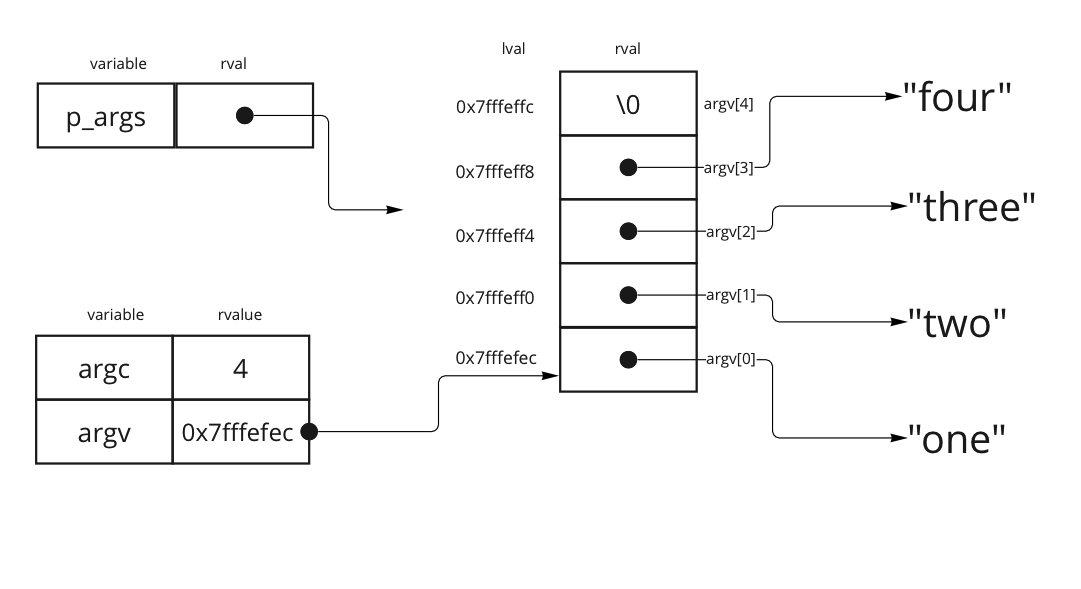 variable rval
p_args
variable rvalue
argc 4
argv 0x7fffefec
lval rval
0x7fffeffc \0 argv[4]
0x7fffeff8 argv[3]
0x7fffeff4 argv[2]
0x7fffeff0 argv[1]
0x7fffefec argv[0]
"four"
"three"
"two"
"one"